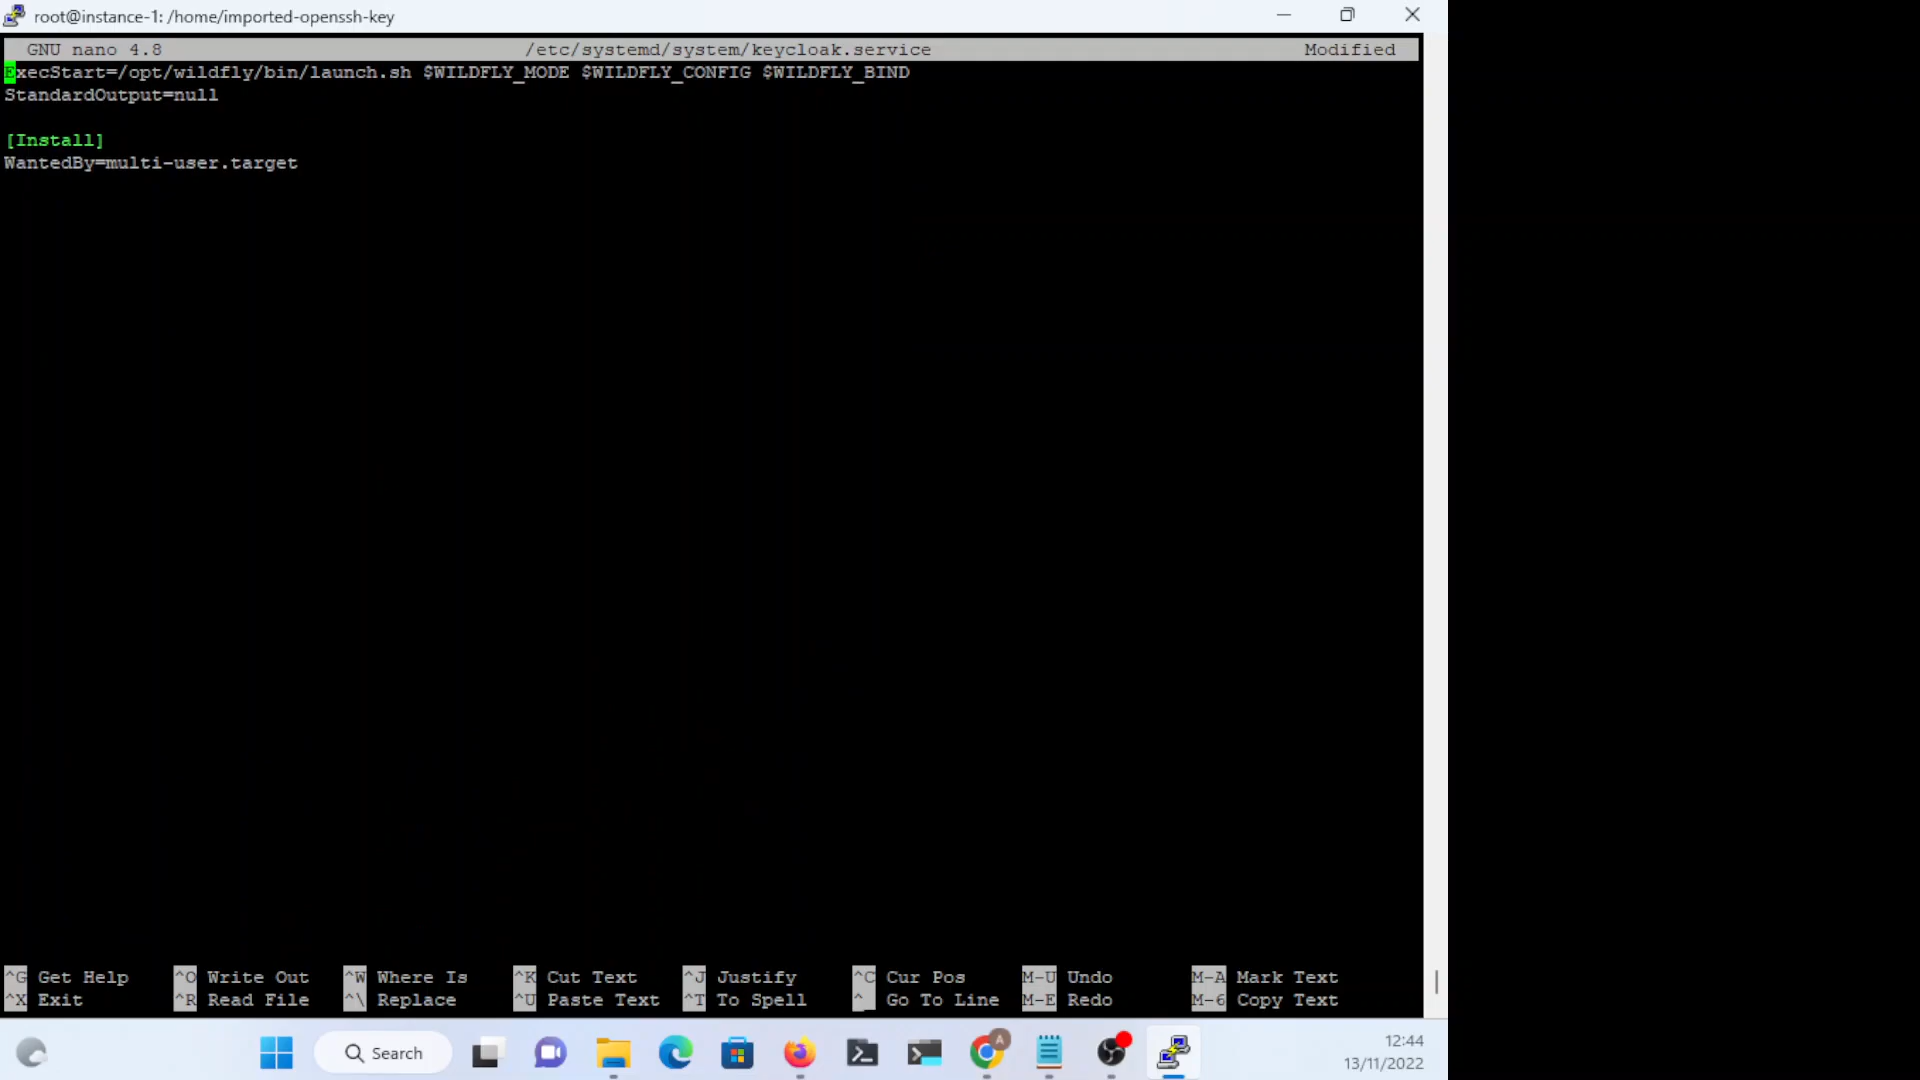 root@instance-1: /home/imported-openssh-key
GNU nano 4.8 /etc/systemd/system/keycloak.service Modified
ExecStart=/opt/wildfly/bin/launch.sh $WILDFLY_MODE $WILDFLY_CONFIG $WILDFLY_BIND
StandardOutput=null
[Install]
WantedBy=multi-user.target
^G Get Help ^O Write Out ^W Where Is ^K Cut Text ^J Justify ^C Cur Pos M-U Undo M-A Mark Text
^X Exit ^R Read File ^\ Replace ^U Paste Text ^T To Spell ^_ Go To Line M-E Redo M-6 Copy Text
Search
A
12:44
13/11/2022